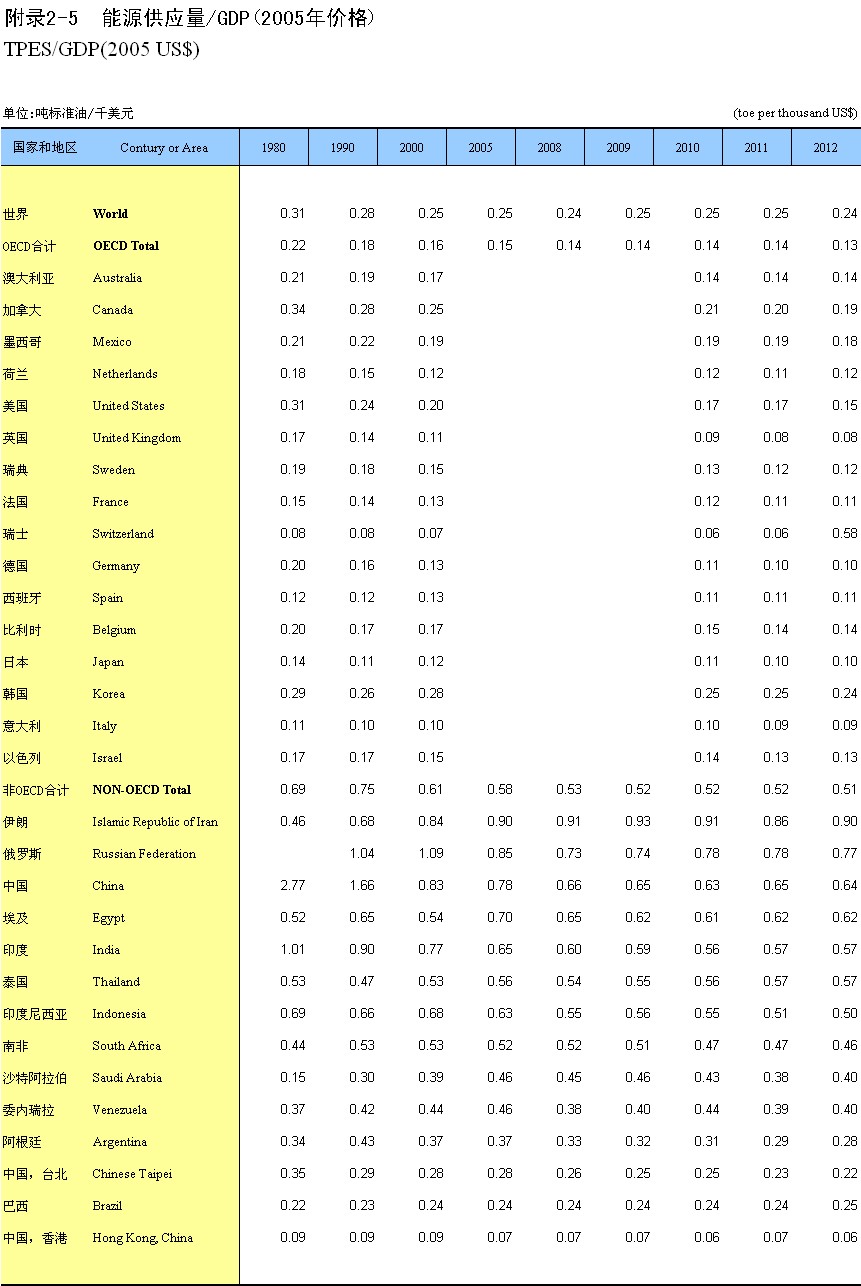 附录2-5 能源供应量/GDP(2005年价格)
TPES/GDP(2005 US$)
单位:吨标准油/千美元 (toe per thousand US$)
国家和地区 Contury or Area 1980 1990 2000 2005 2008 2009 2010 2011 2012
世界 World 0.31 0.28 0.25 0.25 0.24 0.25 0.25 0.25 0.24
OECD合计 OECD Total 0.22 0.18 0.16 0.15 0.14 0.14 0.14 0.14 0.13
澳大利亚 Australia 0.21 0.19 0.17 0.14 0.14 0.14
加拿大 Canada 0.34 0.28 0.25 0.21 0.20 0.19
墨西哥 Mexico 0.21 0.22 0.19 0.19 0.19 0.18
荷兰 Netherlands 0.18 0.15 0.12 0.12 0.11 0.12
美国 United States 0.31 0.24 0.20 0.17 0.17 0.15
英国 United Kingdom 0.17 0.14 0.11 0.09 0.08 0.08
瑞典 Sweden 0.19 0.18 0.15 0.13 0.12 0.12
法国 France 0.15 0.14 0.13 0.12 0.11 0.11
瑞士 Switzerland 0.08 0.08 0.07 0.06 0.06 0.58
德国 Germany 0.20 0.16 0.13 0.11 0.10 0.10
西班牙 Spain 0.12 0.12 0.13 0.11 0.11 0.11
比利时 Belgium 0.20 0.17 0.17 0.15 0.14 0.14
日本 Japan 0.14 0.11 0.12 0.11 0.10 0.10
韩国 Korea 0.29 0.26 0.28 0.25 0.25 0.24
意大利 Italy 0.11 0.10 0.10 0.10 0.09 0.09
以色列 Israel 0.17 0.17 0.15 0.14 0.13 0.13
非OECD合计 NON-OECD Total 0.69 0.75 0.61 0.58 0.53 0.52 0.52 0.52 0.51
伊朗 Islamic Republic of Iran 0.46 0.68 0.84 0.90 0.91 0.93 0.91 0.86 0.90
俄罗斯 Russian Federation 1.04 1.09 0.85 0.73 0.74 0.78 0.78 0.77
中国 China 2.77 1.66 0.83 0.78 0.66 0.65 0.63 0.65 0.64
埃及 Egypt 0.52 0.65 0.54 0.70 0.65 0.62 0.61 0.62 0.62
印度 India 1.01 0.90 0.77 0.65 0.60 0.59 0.56 0.57 0.57
泰国 Thailand 0.53 0.47 0.53 0.56 0.54 0.55 0.56 0.57 0.57
印度尼西亚 Indonesia 0.69 0.66 0.68 0.63 0.55 0.56 0.55 0.51 0.50
南非 South Africa 0.44 0.53 0.53 0.52 0.52 0.51 0.47 0.47 0.46
沙特阿拉伯 Saudi Arabia 0.15 0.30 0.39 0.46 0.45 0.46 0.43 0.38 0.40
委内瑞拉 Venezuela 0.37 0.42 0.44 0.46 0.38 0.40 0.44 0.39 0.40
阿根廷 Argentina 0.34 0.43 0.37 0.37 0.33 0.32 0.31 0.29 0.28
中国，台北 Chinese Taipei 0.35 0.29 0.28 0.28 0.26 0.25 0.25 0.23 0.22
巴西 Brazil 0.22 0.23 0.24 0.24 0.24 0.24 0.24 0.24 0.25
中国，香港 Hong Kong, China 0.09 0.09 0.09 0.07 0.07 0.07 0.06 0.07 0.06